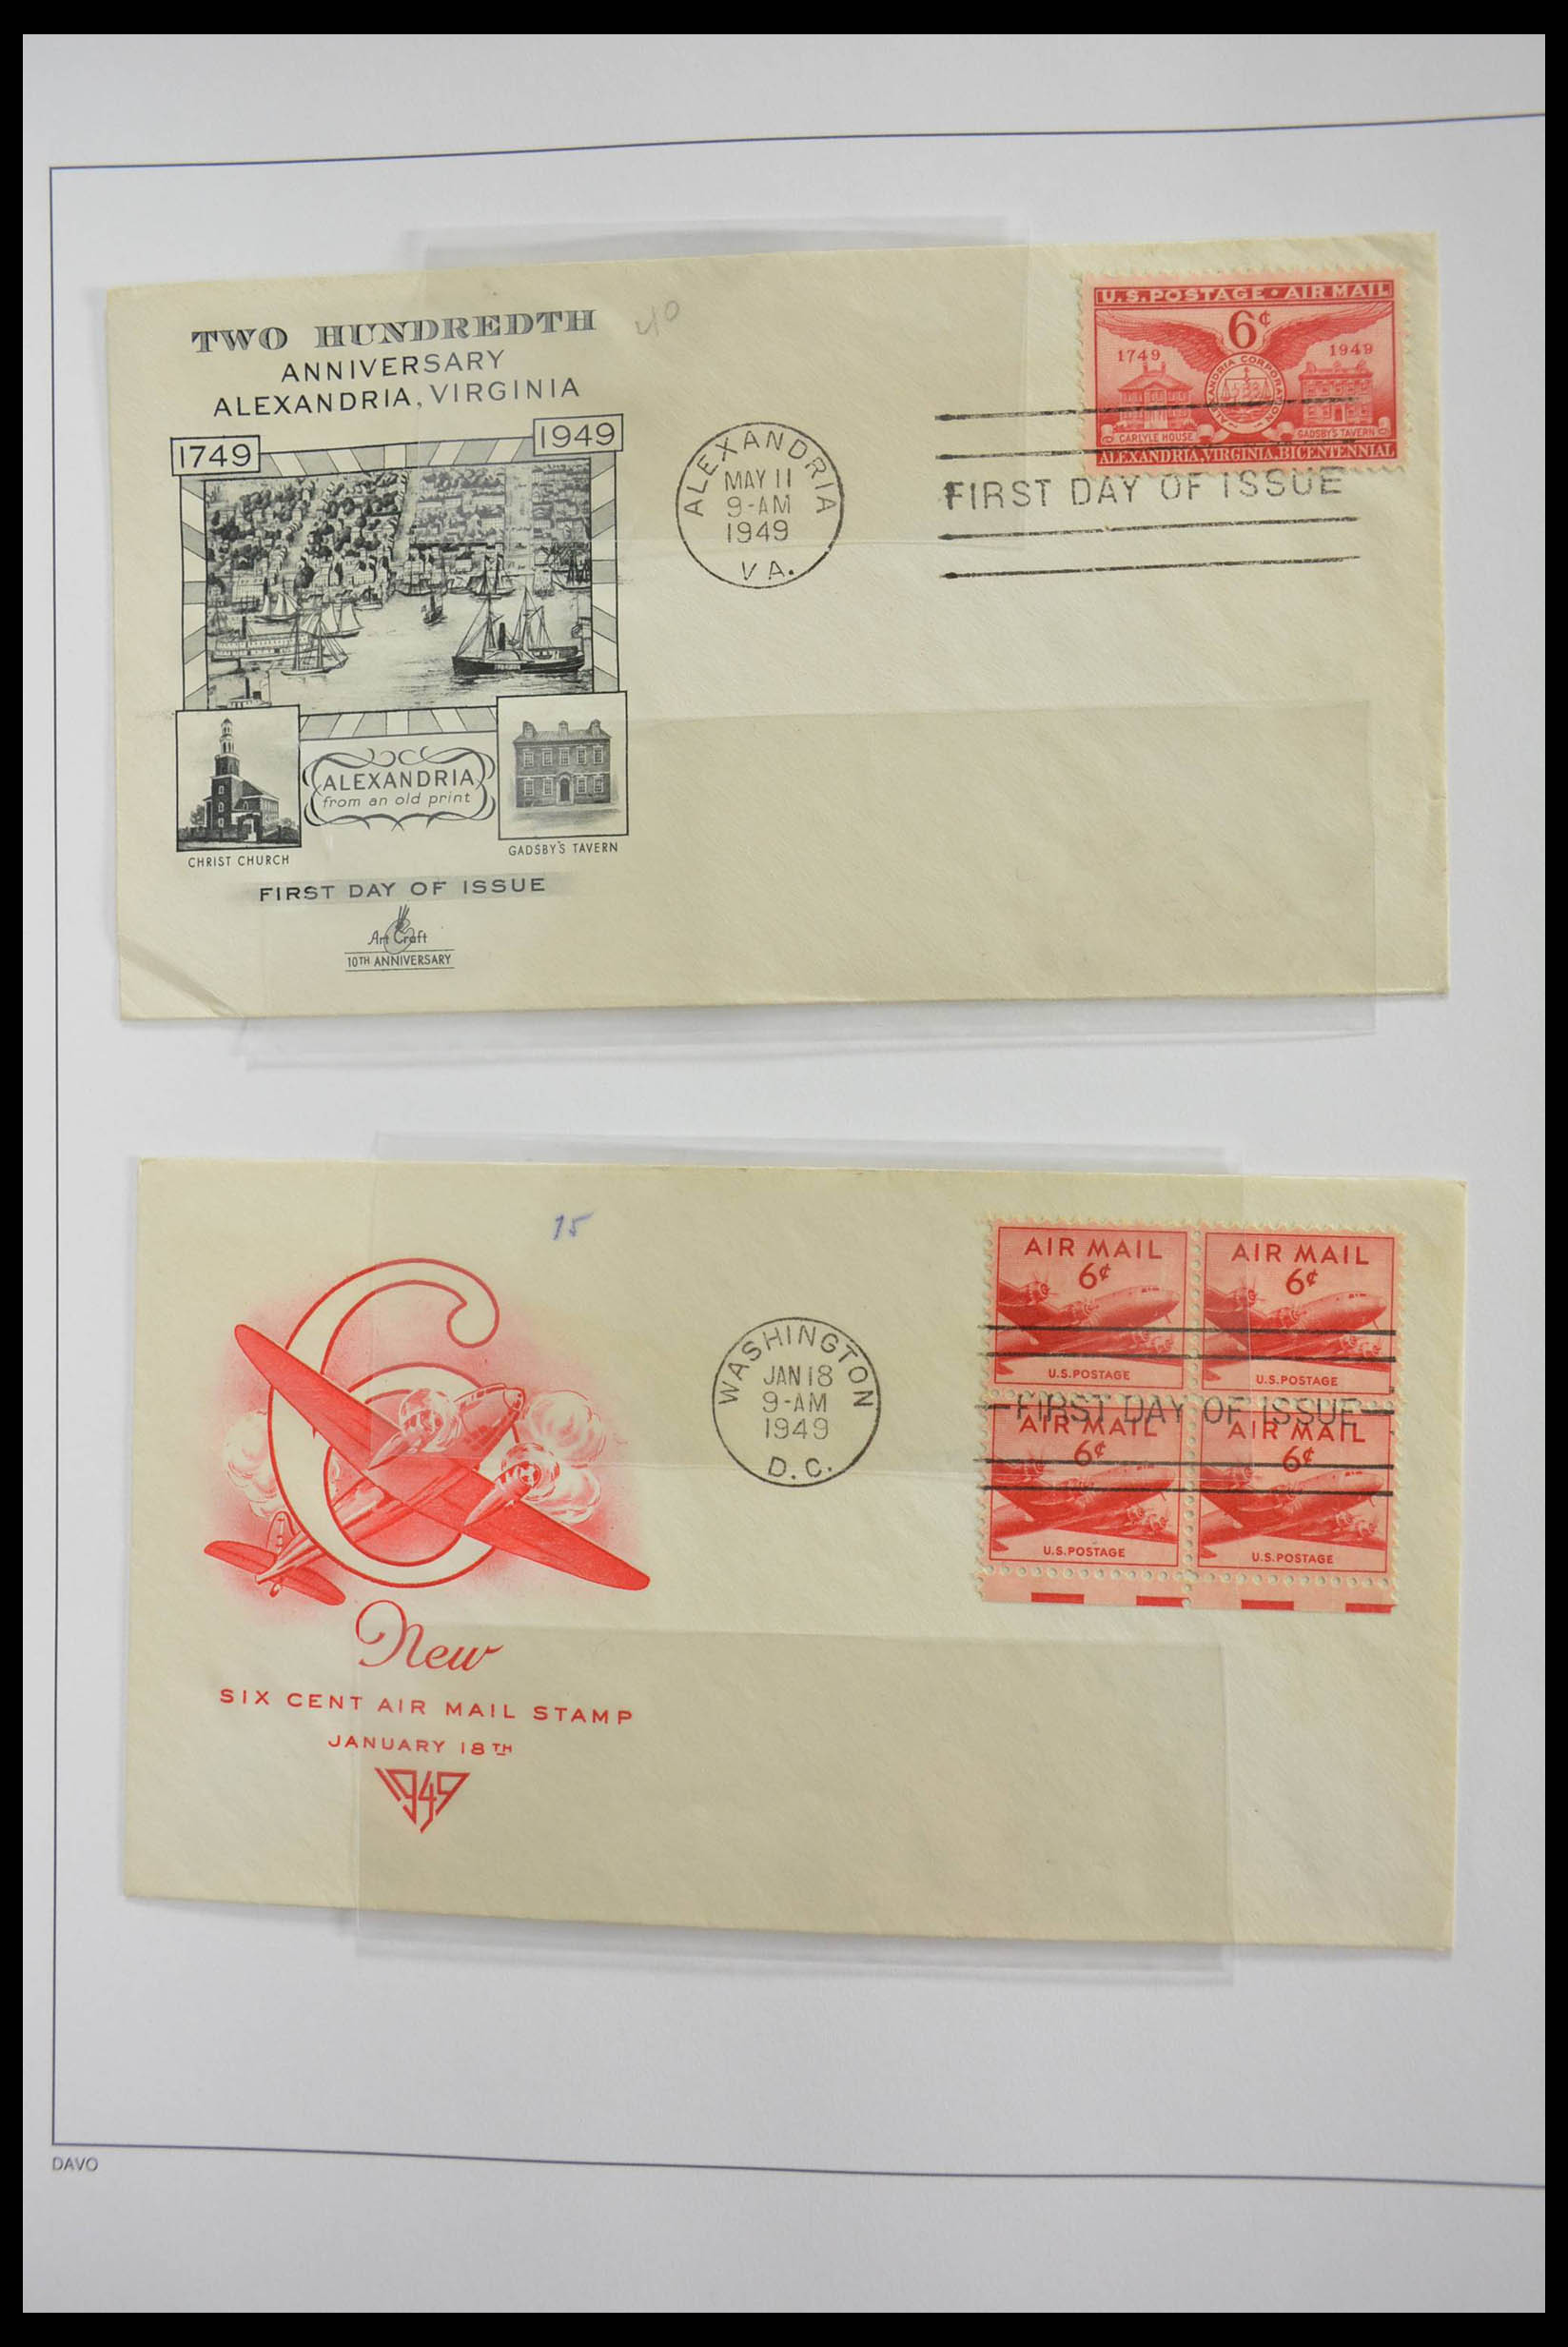 TWO HUNDREDTH
ANNIVERSARY
ALEXANDRIA, VIRGINIA
1749
1949
ALEXANDRIA
from an old print
CHRIST CHURCH
GADSBY'S TAVERN
FIRST DAY OF ISSUE
Art Craft
10TH ANNIVERSARY
40
ALEXANDRIA
MAY 11
9-AM
1949
VA.
U.S. POSTAGE • AIR MAIL
6¢
1749
1949
ALEXANDRIA CORPORATION
CARLYLE HOUSE
GADSBY'S TAVERN
ALEXANDRIA, VIRGINIA, BICENTENNIAL
FIRST DAY OF ISSUE
15
6
New
SIX CENT AIR MAIL STAMP
JANUARY 18TH
1949
WASHINGTON
JAN 18
9-AM
1949
D.C.
AIR MAIL
6¢
U.S. POSTAGE
AIR MAIL
6¢
U.S. POSTAGE
FIRST DAY OF ISSUE
AIR MAIL
6¢
U.S. POSTAGE
AIR MAIL
6¢
U.S. POSTAGE
DAVO